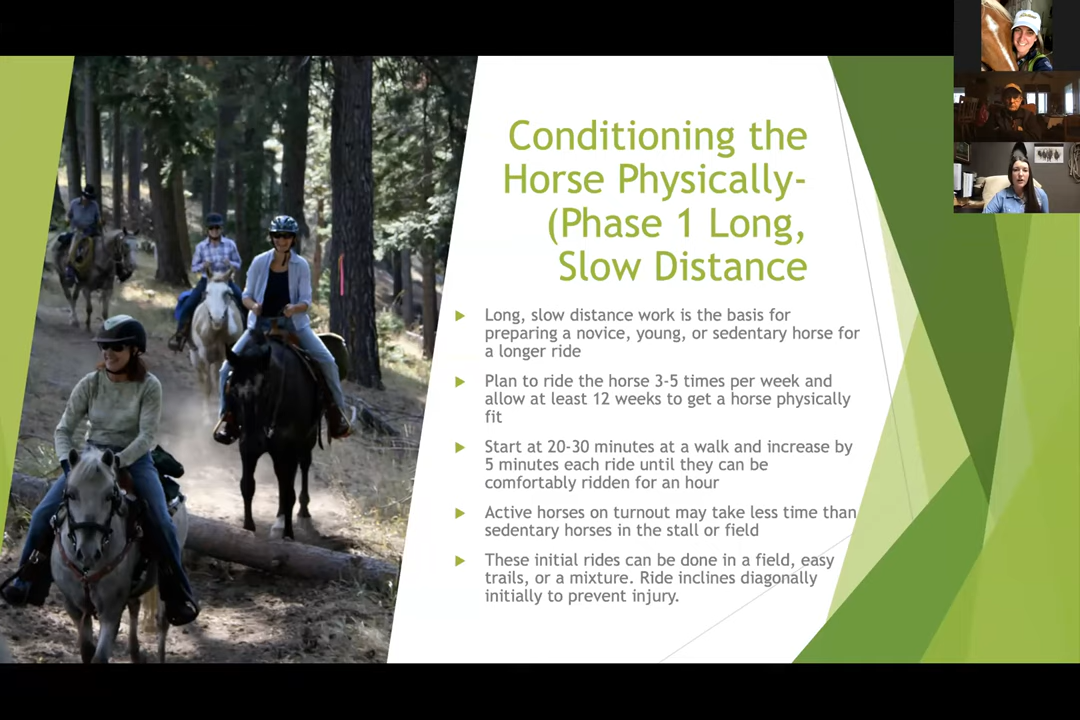 Conditioning the
Horse Physically-
(Phase 1 Long,
Slow Distance
Long, slow distance work is the basis for
preparing a novice, young, or sedentary horse for
a longer ride
Plan to ride the horse 3-5 times per week and
allow at least 12 weeks to get a horse physically
fit
Start at 20-30 minutes at a walk and increase by
5 minutes each ride until they can be
comfortably ridden for an hour
Active horses on turnout may take less time than
sedentary horses in the stall or field
These initial rides can be done in a field, easy
trails, or a mixture. Ride inclines diagonally
initially to prevent injury.